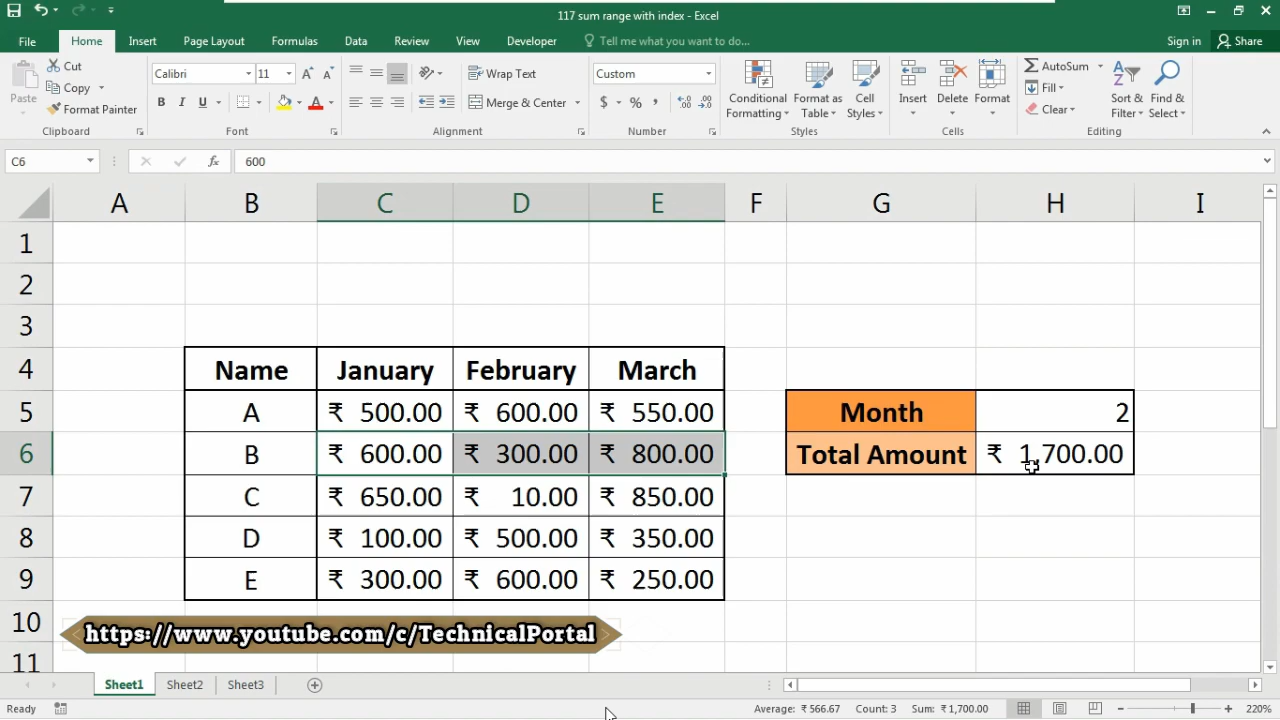 117 sum range with index - Excel
File Home Insert Page Layout Formulas Data Review View Developer Tell me what you want to do... Sign in Share
Paste Cut Copy Format Painter
Calibri 11 A A
B I U A
Wrap Text
Merge & Center
Custom
$ % ,
Conditional Formatting Format as Table Cell Styles
Insert Delete Format
AutoSum Fill Clear
Sort & Filter Find & Select
Clipboard Font Alignment Number Styles Cells Editing
C6 fx 600
A B C D E F G H I
1
2
3
4 Name January February March
5 A ₹ 500.00 ₹ 600.00 ₹ 550.00 Month 2
6 B ₹ 600.00 ₹ 300.00 ₹ 800.00 Total Amount ₹ 1,700.00
7 C ₹ 650.00 ₹ 10.00 ₹ 850.00
8 D ₹ 100.00 ₹ 500.00 ₹ 350.00
9 E ₹ 300.00 ₹ 600.00 ₹ 250.00
10
https://www.youtube.com/c/TechnicalPortal
11
Sheet1 Sheet2 Sheet3
Ready Average: ₹ 566.67 Count: 3 Sum: ₹ 1,700.00 220%